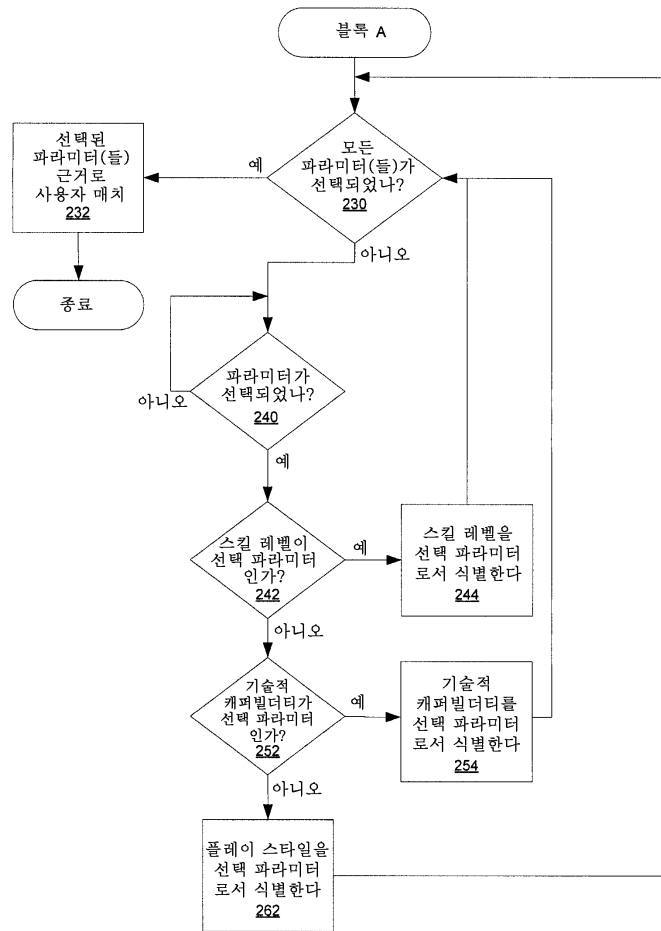 블록 A
모든
파라미터(들)가
선택되었나?
230
예
선택된
파라미터(들)
근거로
사용자 매치
232
종료
아니오
파라미터가
선택되었나?
240
아니오
예
스킬 레벨이
선택 파라미터
인가?
242
예
스킬 레벨을
선택 파라미터
로서 식별한다
244
아니오
기술적
캐퍼빌더티가
선택 파라미터
인가?
252
예
기술적
캐퍼빌더티를
선택 파라미터
로서 식별한다
254
아니오
플레이 스타일을
선택 파라미터
로서 식별한다
262